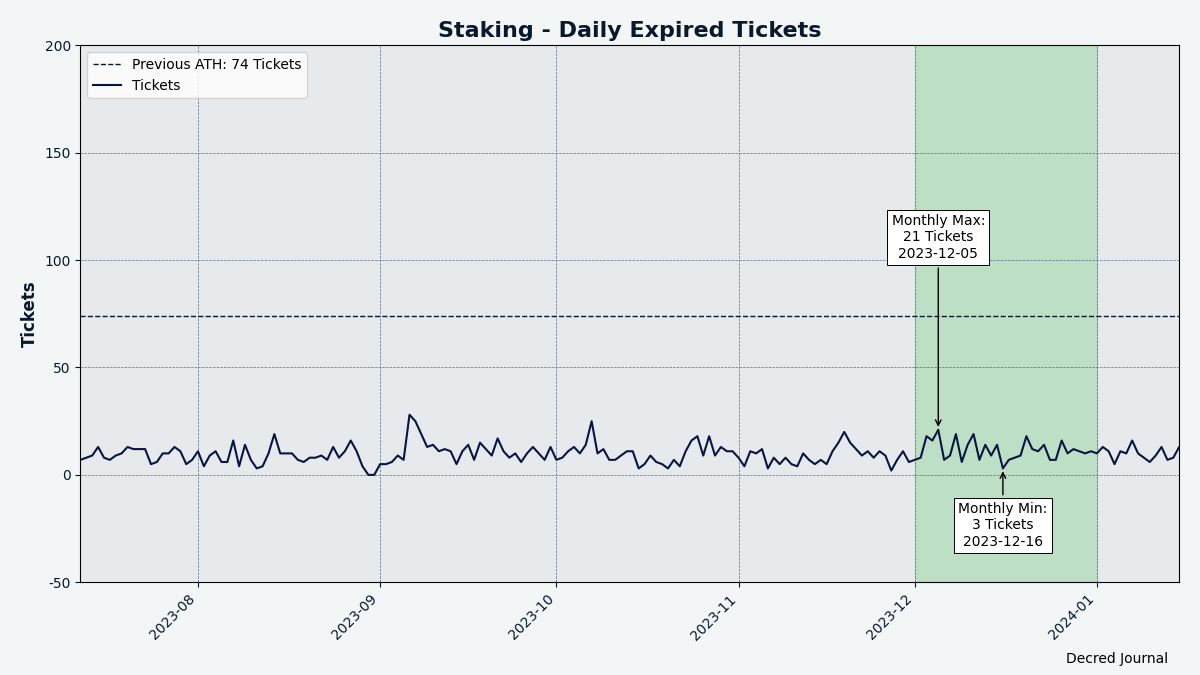 Staking - Daily Expired Tickets
Previous ATH: 74 Tickets
Tickets
200
150
100
50
0
-50
Tickets
Monthly Max:
21 Tickets
2023-12-05
Monthly Min:
3 Tickets
2023-12-16
2023-08
2023-09
2023-10
2023-11
2023-12
2024-01
Decred Journal